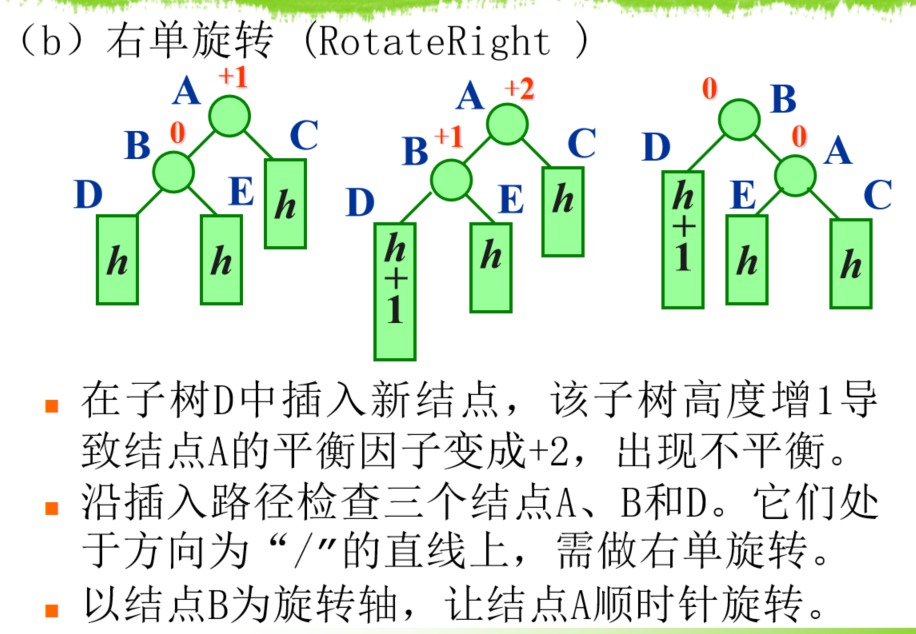 （b）右单旋转 (RotateRight )
A +1
B 0
C
D
E
h
h
h
A +2
B +1
C
D
E
h
h
+
1
h
h
0 B
D
0 A
E
C
h
+
1
h
h
在子树D中插入新结点，该子树高度增1导
致结点A的平衡因子变成+2，出现不平衡。
沿插入路径检查三个结点A、B和D。它们处
于方向为“/”的直线上，需做右单旋转。
以结点B为旋转轴，让结点A顺时针旋转。